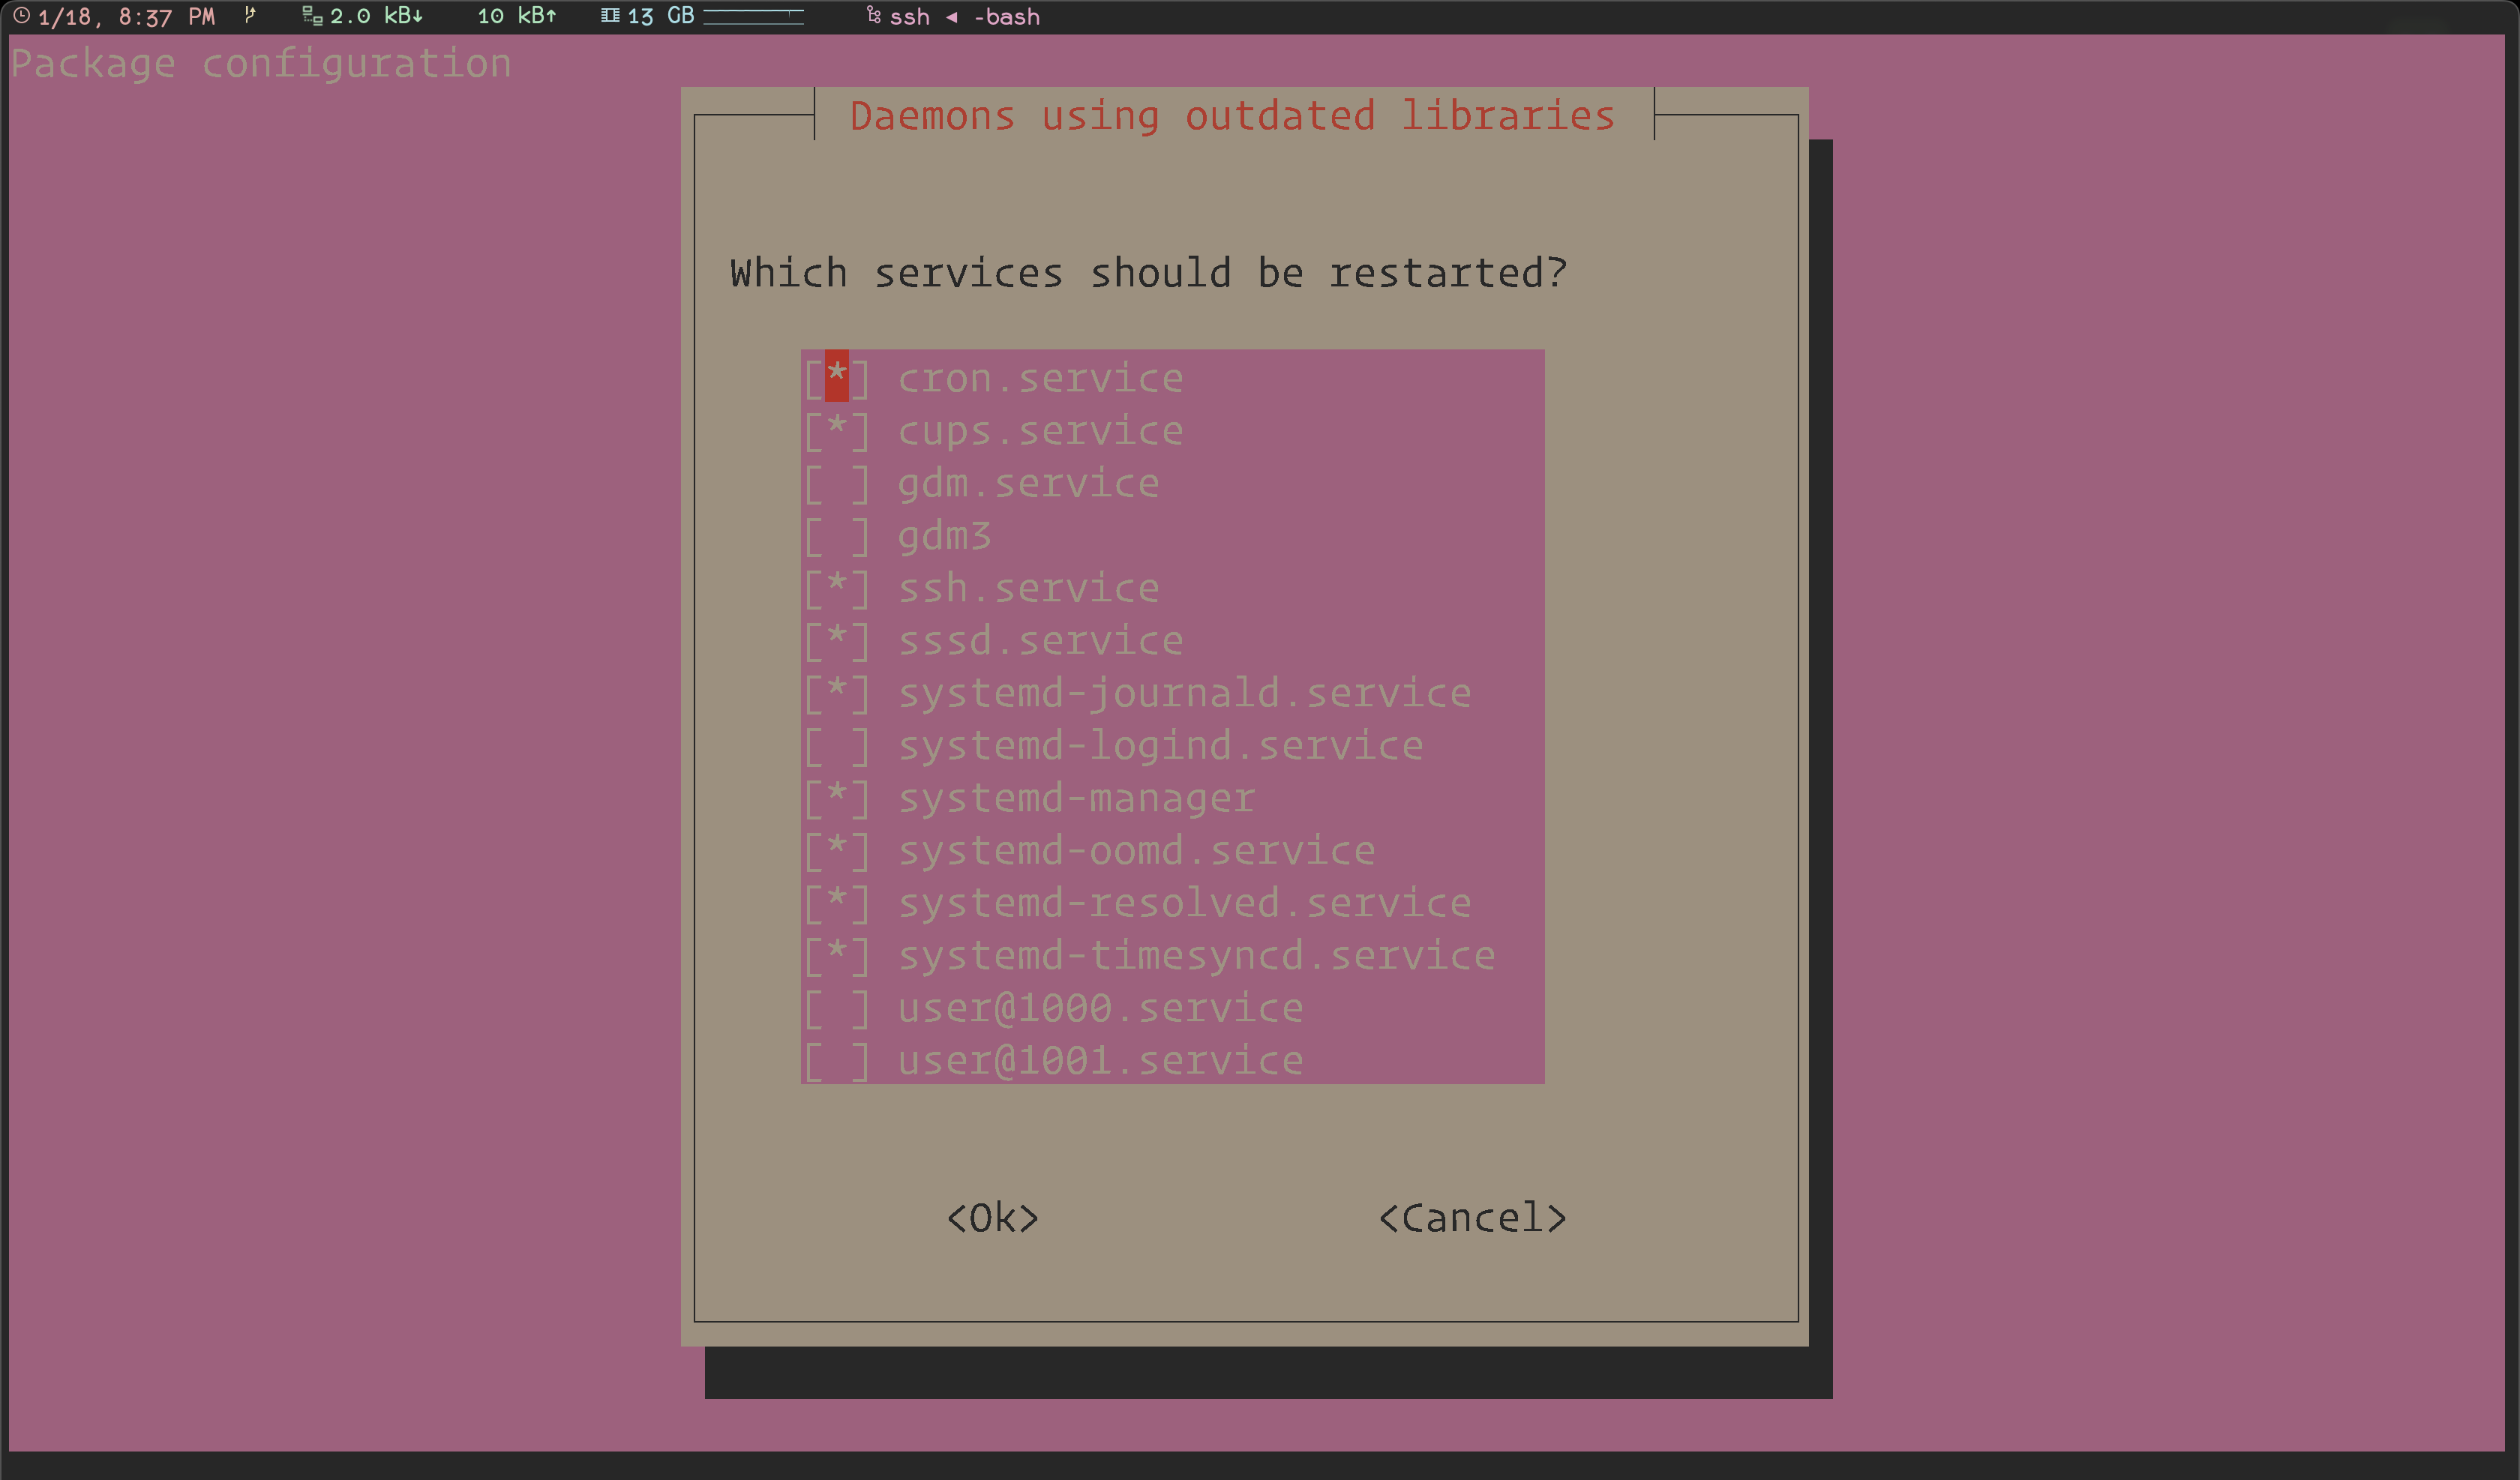 1/18, 8:37 PM 2.0 kB↓ 10 kB↑ 13 GB ssh ◂ -bash
Package configuration
Daemons using outdated libraries
Which services should be restarted?
[*] cron.service
[*] cups.service
[ ] gdm.service
[ ] gdm3
[*] ssh.service
[*] sssd.service
[*] systemd-journald.service
[ ] systemd-logind.service
[*] systemd-manager
[*] systemd-oomd.service
[*] systemd-resolved.service
[*] systemd-timesyncd.service
[ ] user@1000.service
[ ] user@1001.service
<Ok> <Cancel>